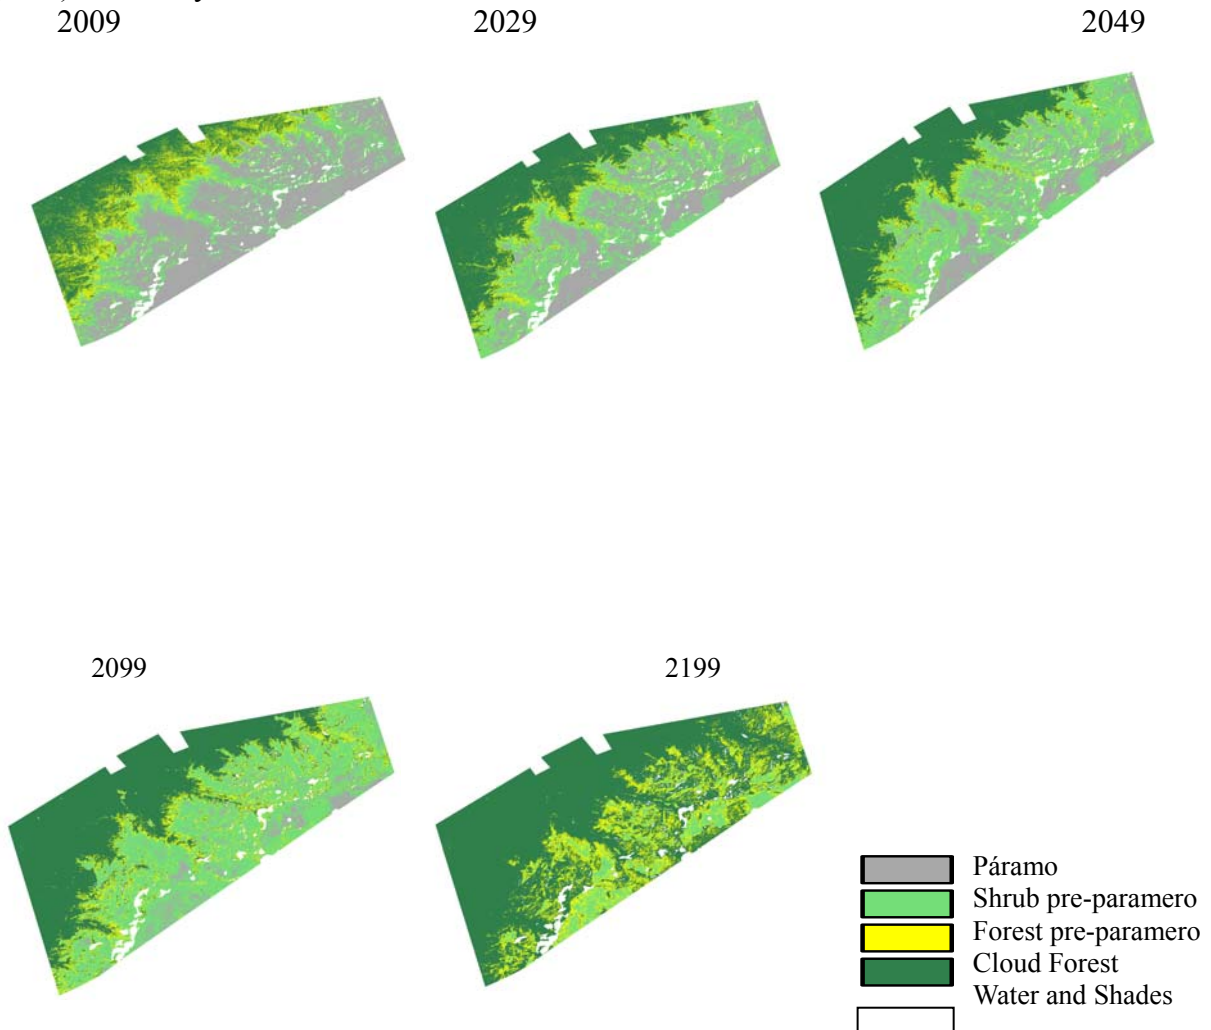 2009
2029
2049
2099
2199
Páramo
Shrub pre-paramero
Forest pre-paramero
Cloud Forest
Water and Shades